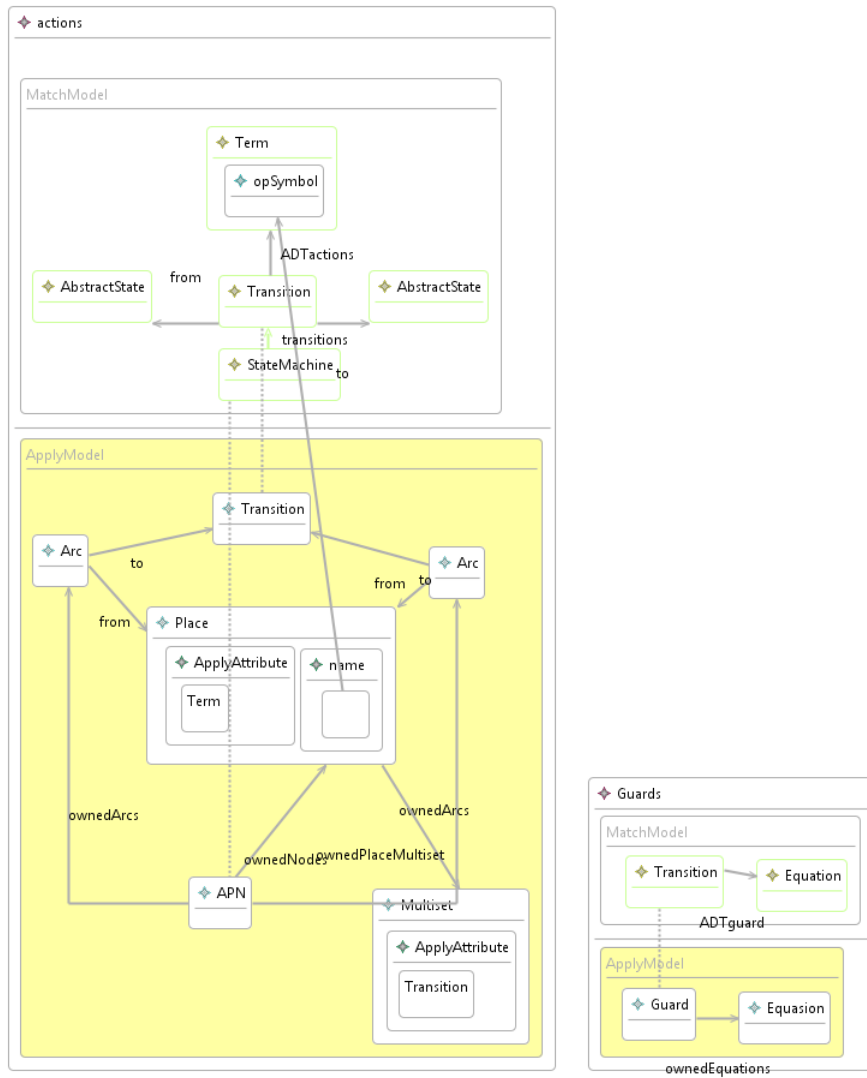 actions
MatchModel
Term
opSymbol
ADTactions
from
AbstractState
Transition
AbstractState
transitions
StateMachine
to
ApplyModel
Transition
Arc
Arc
to
from
to
from
Place
ApplyAttribute
name
Term
ownedArcs
ownedArcs
ownedNodes
ownedPlaceMultiset
APN
Multiset
ApplyAttribute
Transition
Guards
MatchModel
Transition
Equation
ADTguard
ApplyModel
Guard
Equasion
ownedEquations